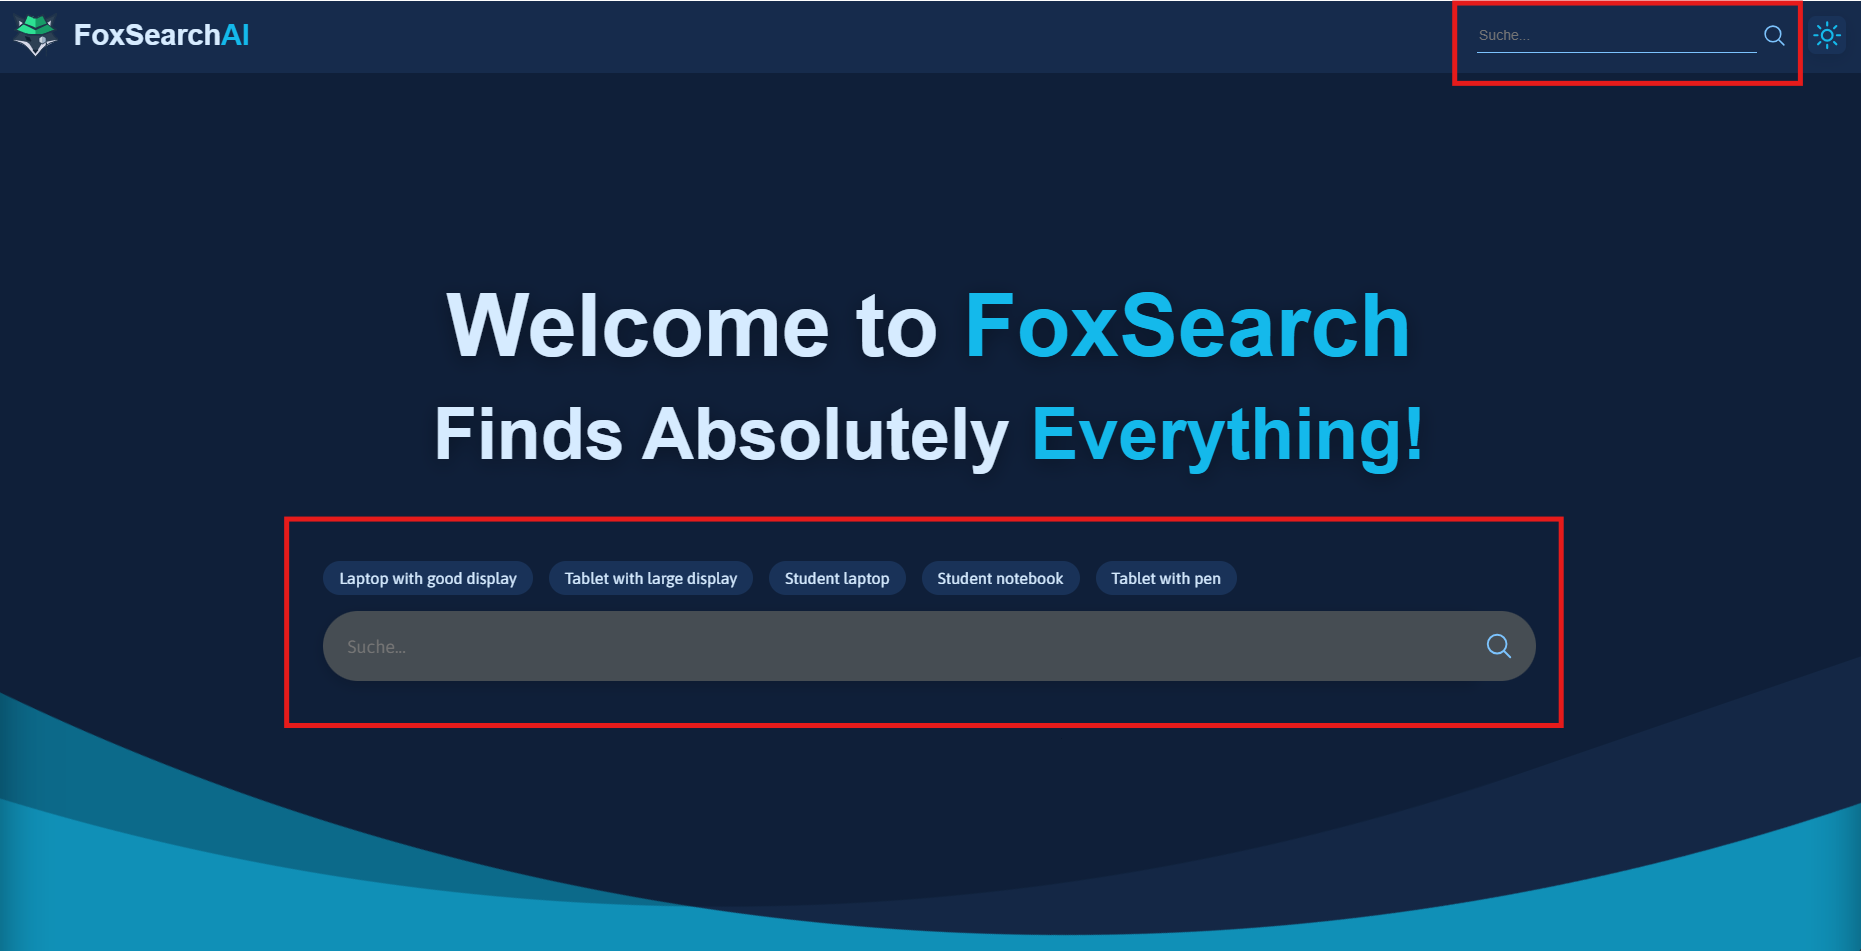 FoxSearchAI
Suche...
Welcome to FoxSearch
Finds Absolutely Everything!
Laptop with good display
Tablet with large display
Student laptop
Student notebook
Tablet with pen
Suche...